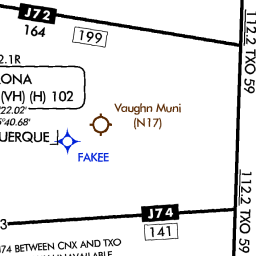 J72
164
199
112.2 TXO 59
2.1R
ONA
(VH) (H) 102
22.02'
40.68'
UERQUE
Vaughn Muni
(N17)
FAKEE
112.2 TXO 59
J74
141
3
J74 BETWEEN CNX AND TXO